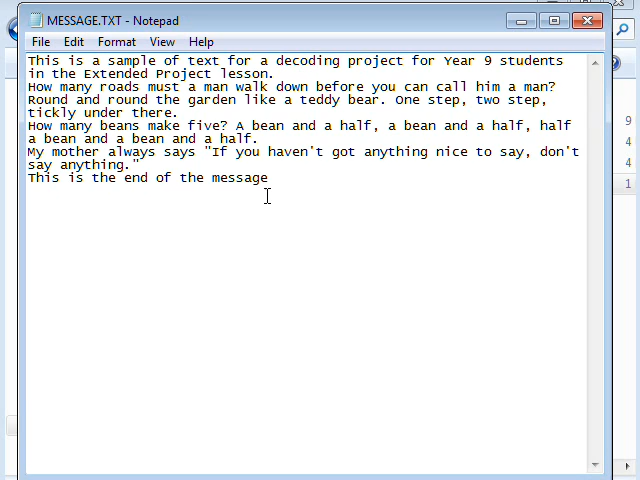 MESSAGE.TXT - Notepad
File Edit Format View Help
This is a sample of text for a decoding project for Year 9 students
in the Extended Project lesson.
How many roads must a man walk down before you can call him a man?
Round and round the garden like a teddy bear. One step, two step,
tickly under there.
How many beans make five? A bean and a half, a bean and a half, half
a bean and a bean and a half.
My mother always says "If you haven't got anything nice to say, don't
say anything."
This is the end of the message
9
4
4
1